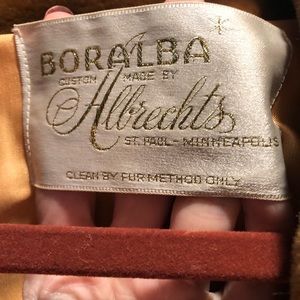 BORALBA
CUSTOM MADE BY
Albrechts
ST. PAUL - MINNEAPOLIS
CLEAN BY FUR METHOD ONLY